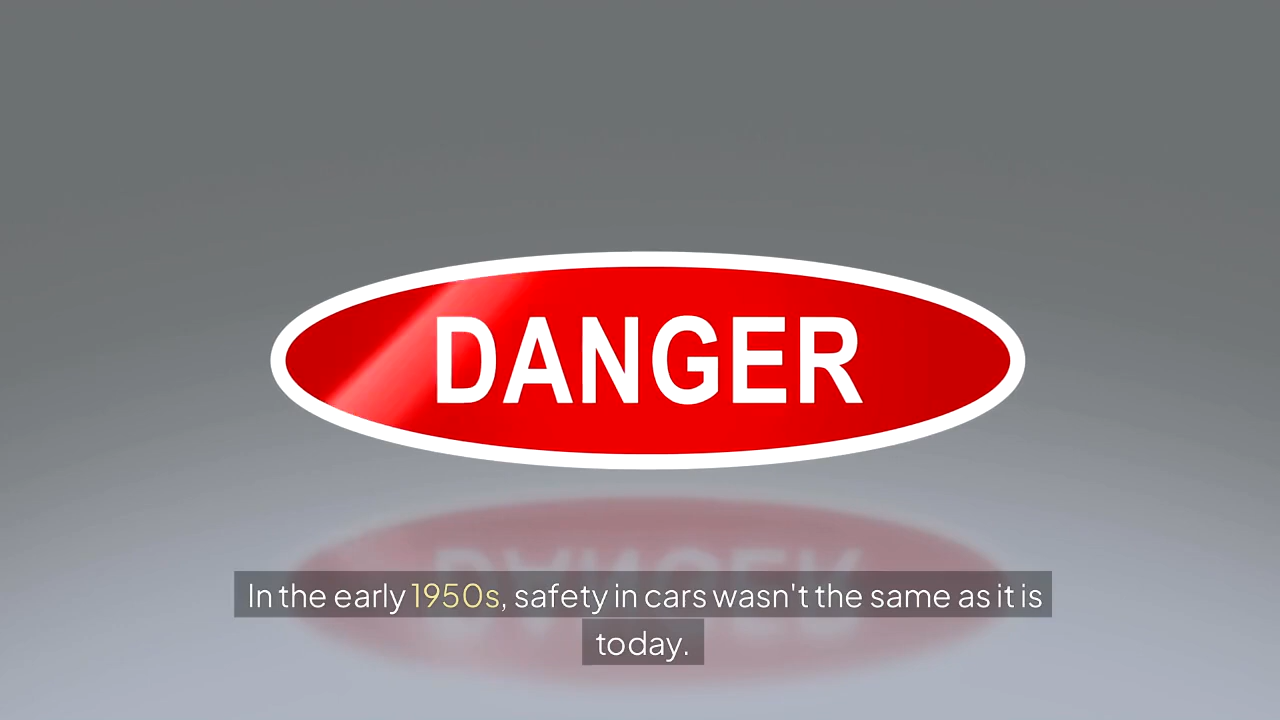 DANGER
In the early 1950s, safety in cars wasn't the same as it is
today.